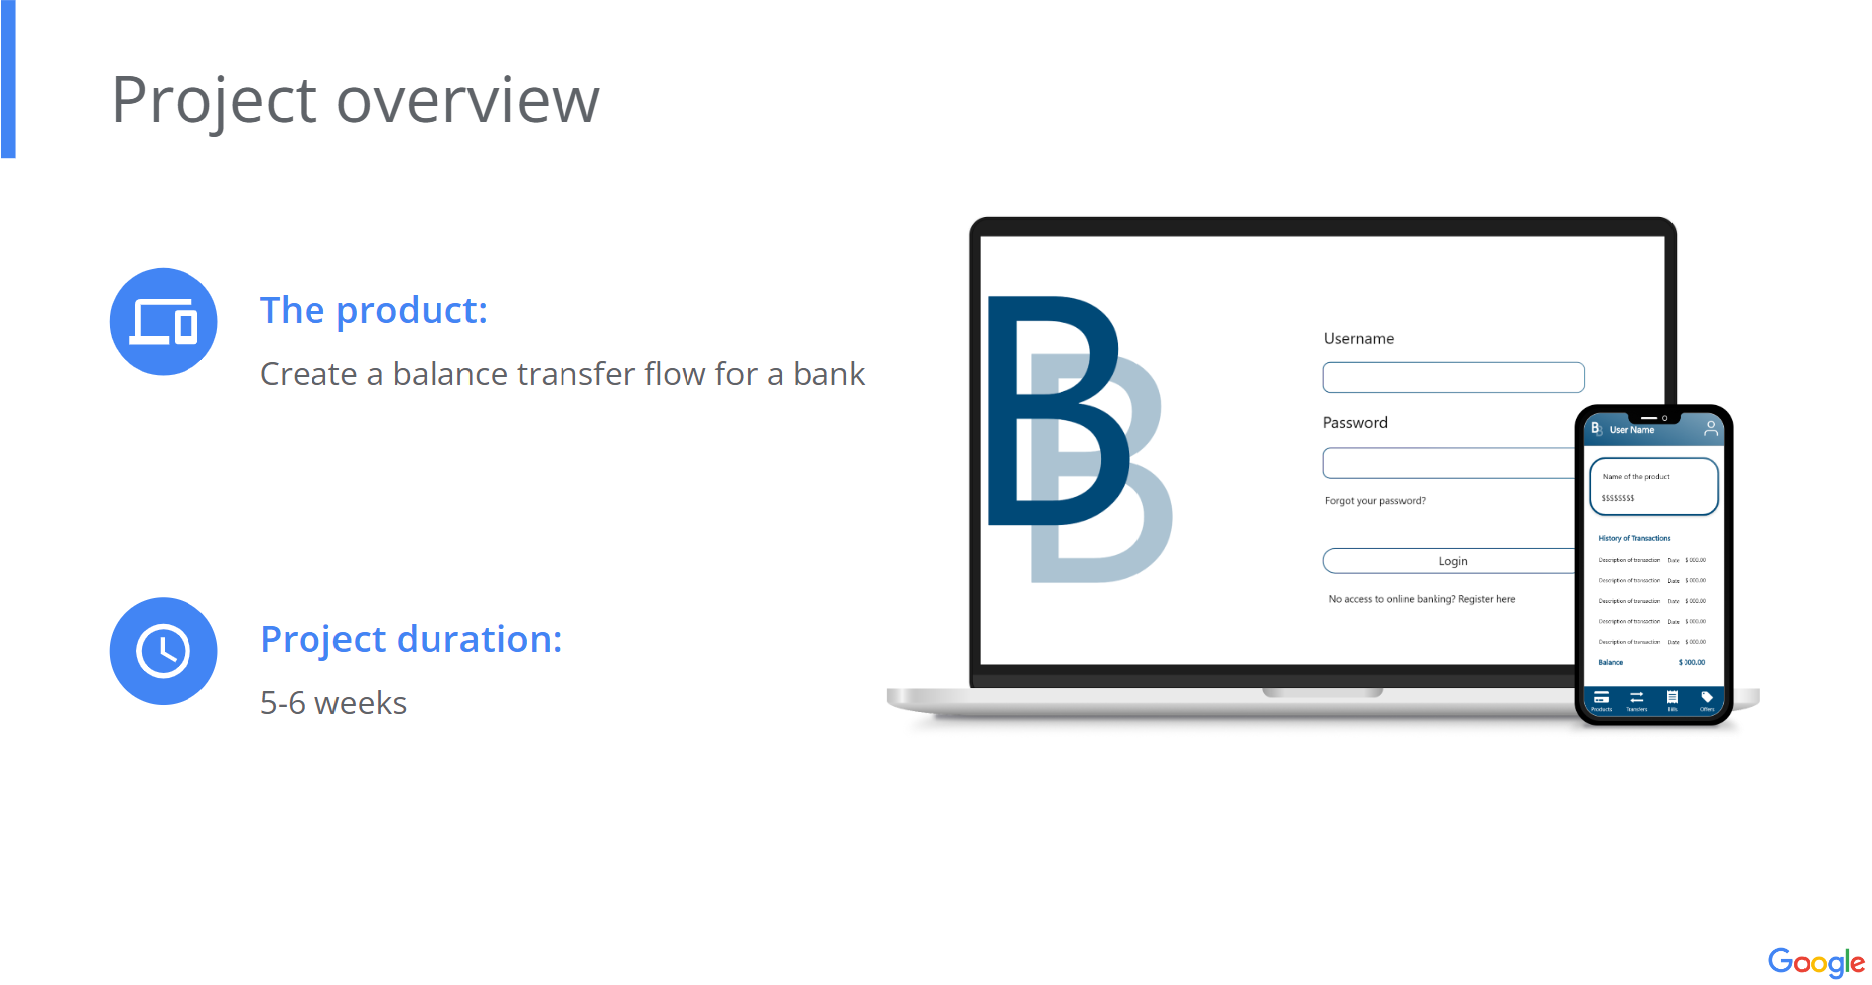 Project overview
The product:
Create a balance transfer flow for a bank
Project duration:
5-6 weeks
B
B
Username
Password
Forgot your password?
Login
No access to online banking? Register here
B
B
User Name
Name of the product
$$$$$$$$
History of Transactions
Description of transaction Date $ 000.00
Description of transaction Date $ 000.00
Description of transaction Date $ 000.00
Description of transaction Date $ 000.00
Description of transaction Date $ 000.00
Balance $ 000.00
Products Transfers Bills Offers
Google